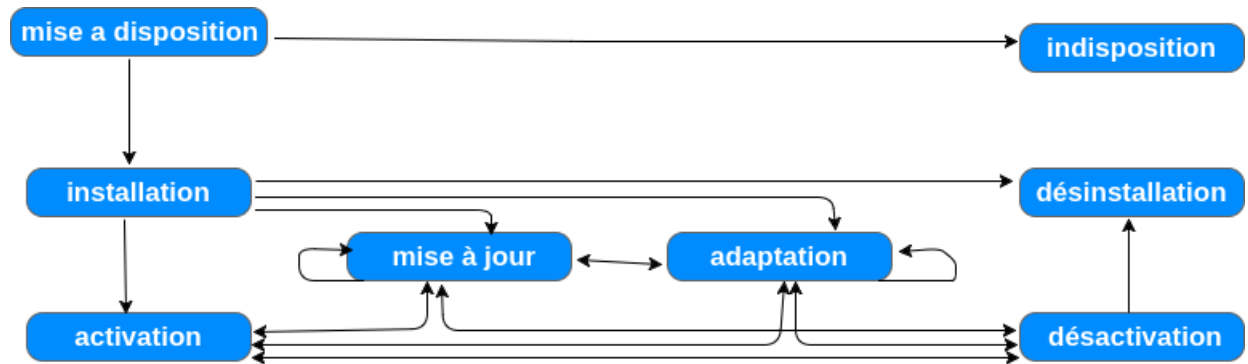 mise a disposition
indisposition
installation
désinstallation
mise à jour
adaptation
activation
désactivation